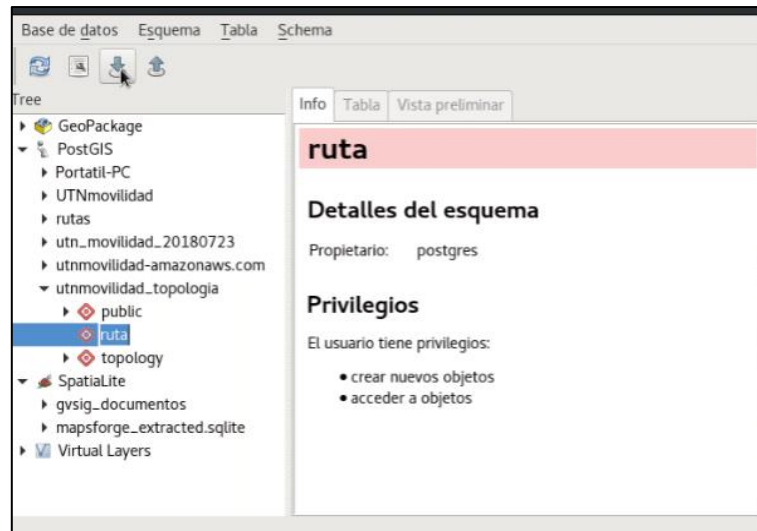 Base de datos Esquema Tabla Schema
Tree
GeoPackage
PostGIS
Portatil-PC
UTNmovilidad
rutas
utn_movilidad_20180723
utnmovilidad-amazonaws.com
utnmovilidad_topologia
public
ruta
topology
SpatiaLite
gvsig_documentos
mapsforge_extracted.sqlite
Virtual Layers
Info Tabla Vista preliminar
ruta
Detalles del esquema
Propietario: postgres
Privilegios
El usuario tiene privilegios:
• crear nuevos objetos
• acceder a objetos